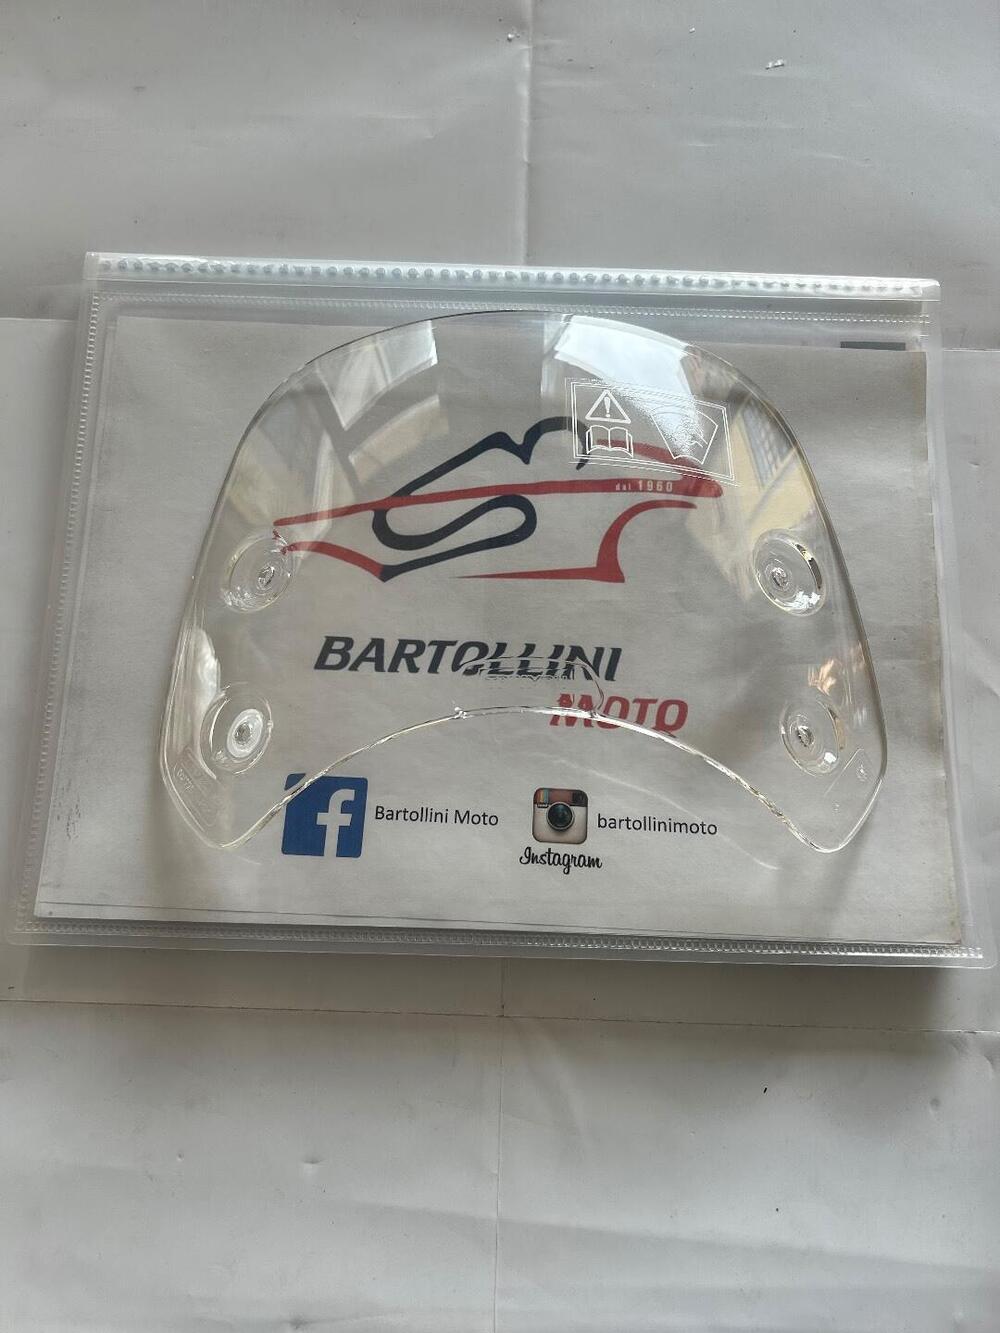 dal 1960
BARTOLLINI
MOTO
Bartollini Moto
bartollinimoto
Instagram